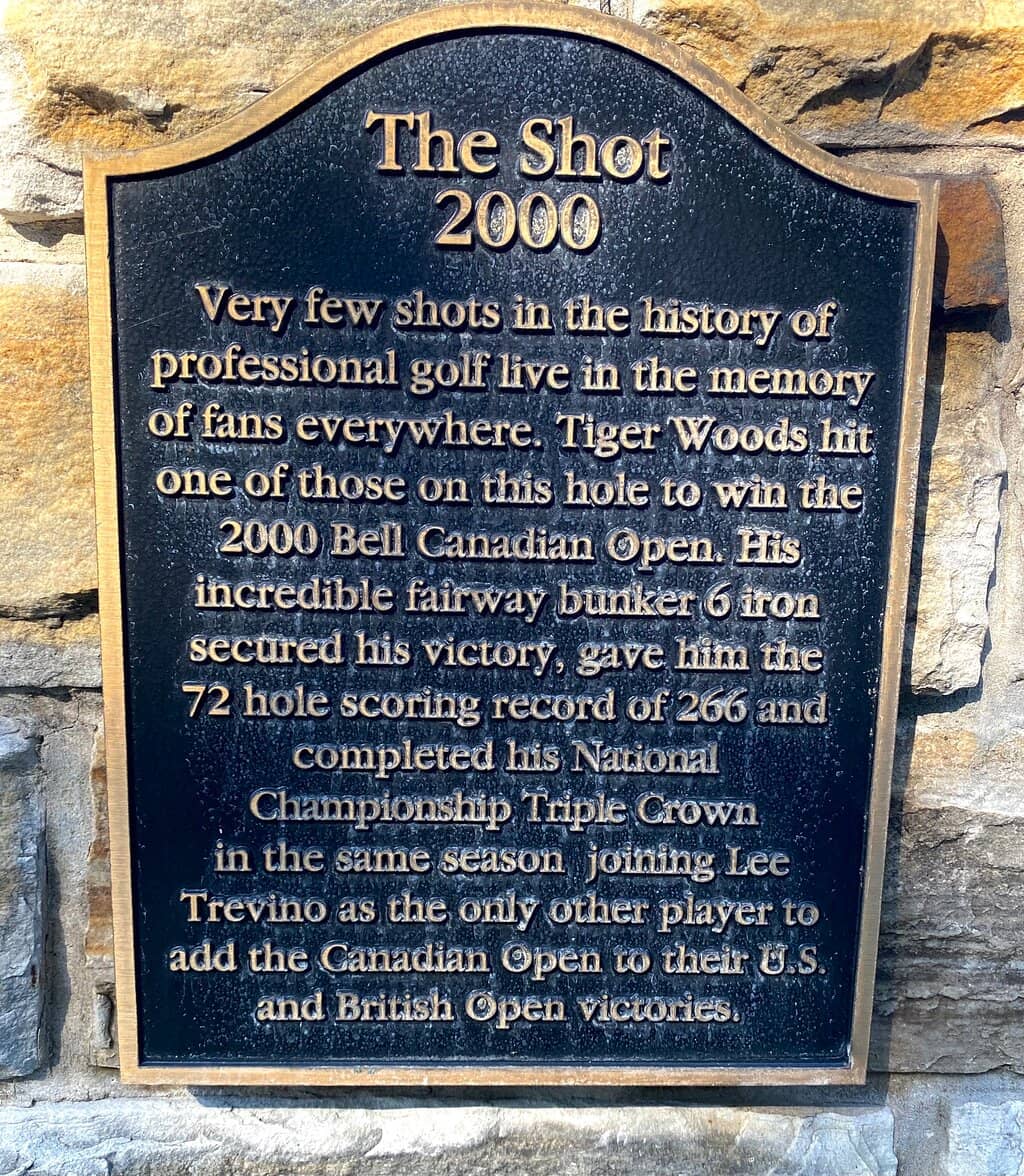 The Shot
2000
Very few shots in the history of
professional golf live in the memory
of fans everywhere. Tiger Woods hit
one of those on this hole to win the
2000 Bell Canadian Open. His
incredible fairway bunker 6 iron
secured his victory, gave him the
72 hole scoring record of 266 and
completed his National
Championship Triple Crown
in the same season joining Lee
Trevino as the only other player to
add the Canadian Open to their U.S.
and British Open victories.